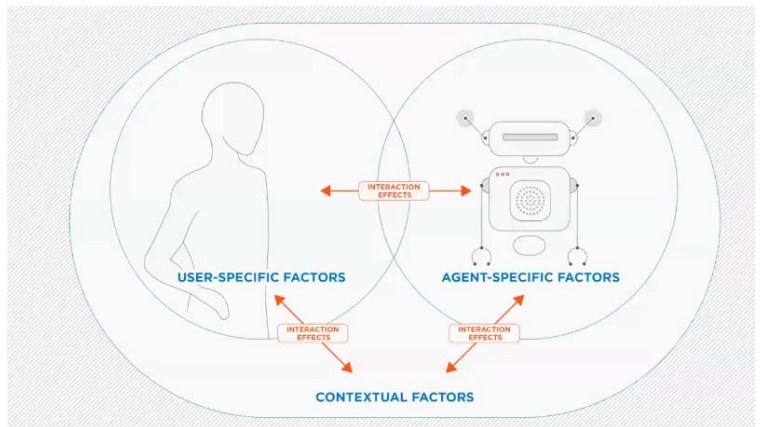 INTERACTION
EFFECTS
USER-SPECIFIC FACTORS
AGENT-SPECIFIC FACTORS
INTERACTION
EFFECTS
INTERACTION
EFFECTS
CONTEXTUAL FACTORS